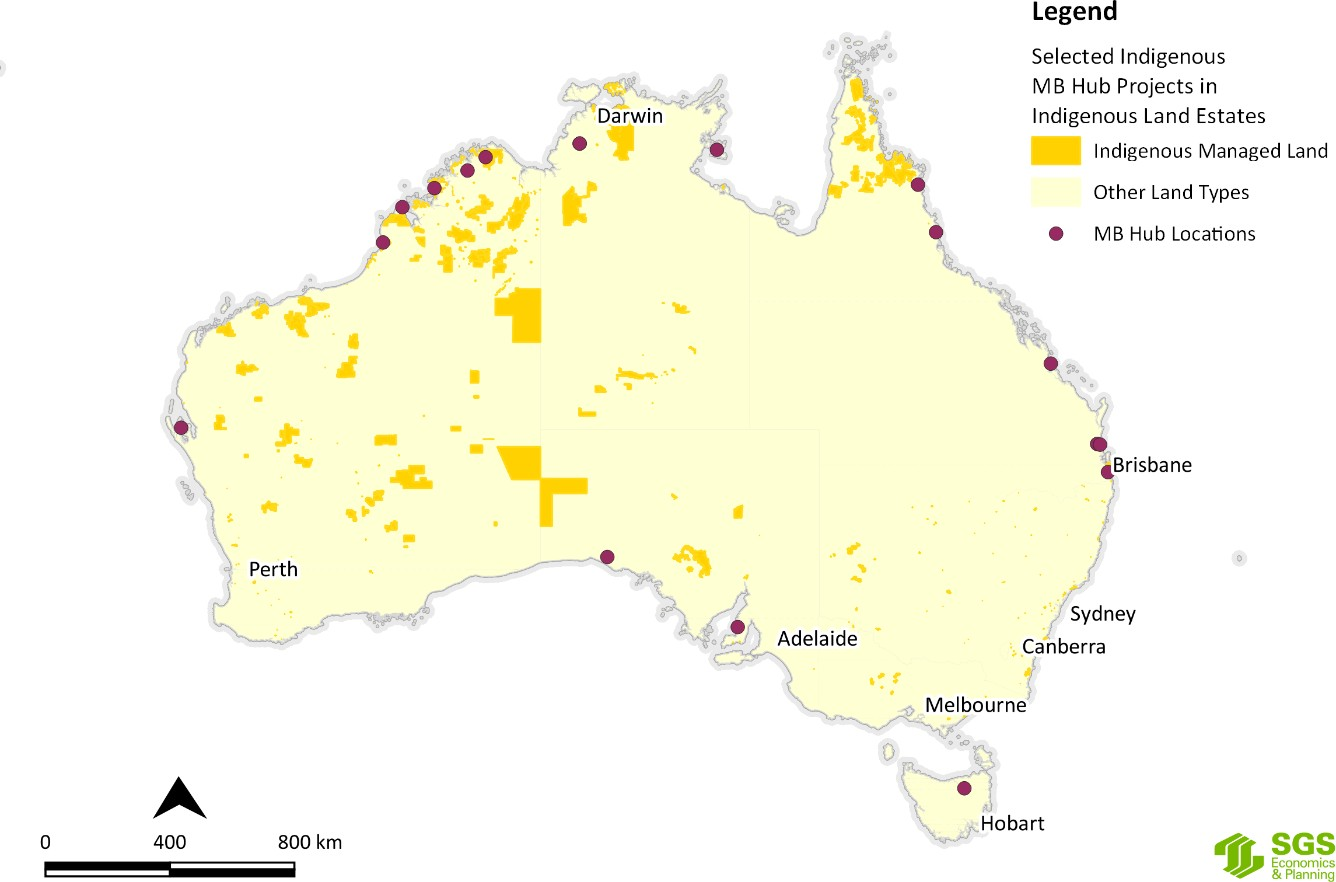 Legend
Selected Indigenous
MB Hub Projects in
Indigenous Land Estates
Indigenous Managed Land
Other Land Types
MB Hub Locations
Darwin
Brisbane
Perth
Sydney
Adelaide
Canberra
Melbourne
Hobart
0 400 800 km
SGS
Economics
& Planning